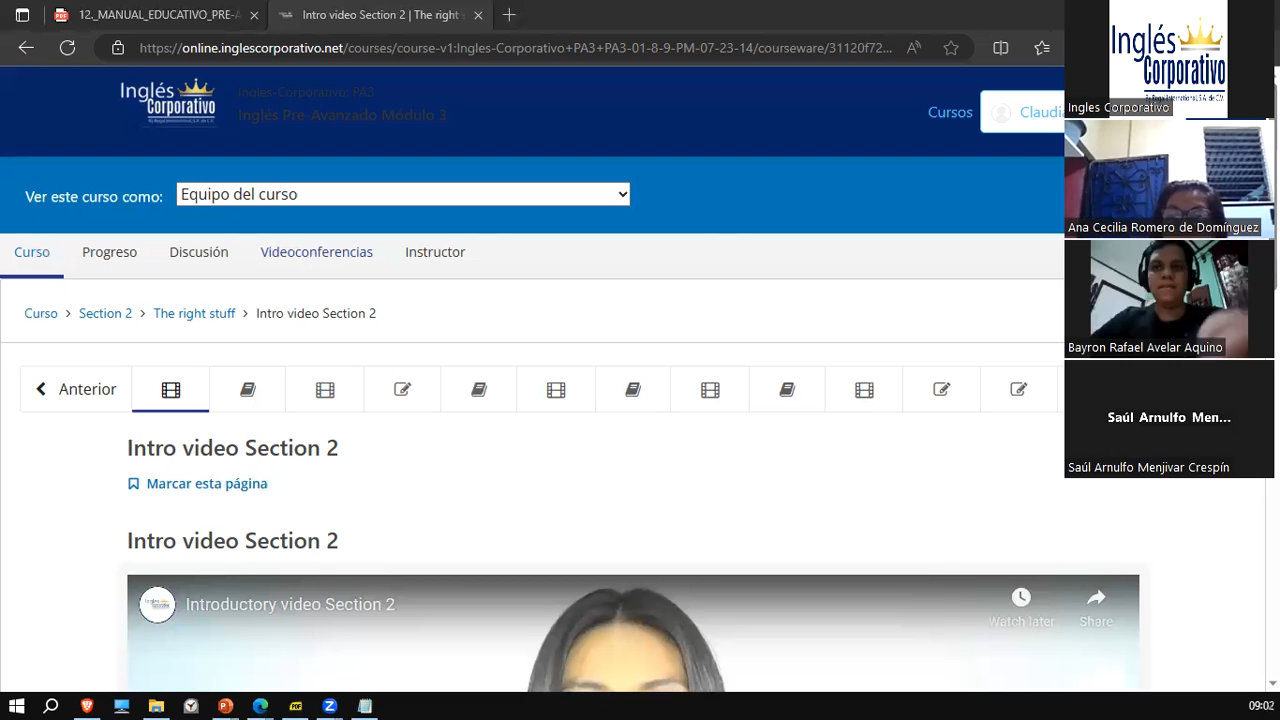 12._MANUAL_EDUCATIVO_PRE-A
Intro video Section 2 | The right s
https://online.inglescorporativo.net/courses/course-v1:Ingles-Corporativo+PA3+PA3-01-8-9-PM-07-23-14/courseware/31120f72...
Inglés
Corporativo
Ingles Corporativo
Inglés
Corporativo
Ingles-Corporativo: PA3
Inglés Pre-Avanzado Módulo 3
Cursos
Claudi
Ver este curso como:
Equipo del curso
Ana Cecilia Romero de Domínguez
Curso
Progreso
Discusión
Videoconferencias
Instructor
Curso > Section 2 > The right stuff > Intro video Section 2
Bayron Rafael Avelar Aquino
Anterior
Saúl Arnulfo Men...
Saúl Arnulfo Menjivar Crespín
Intro video Section 2
Marcar esta página
Intro video Section 2
Introductory video Section 2
Watch later
Share
09:02